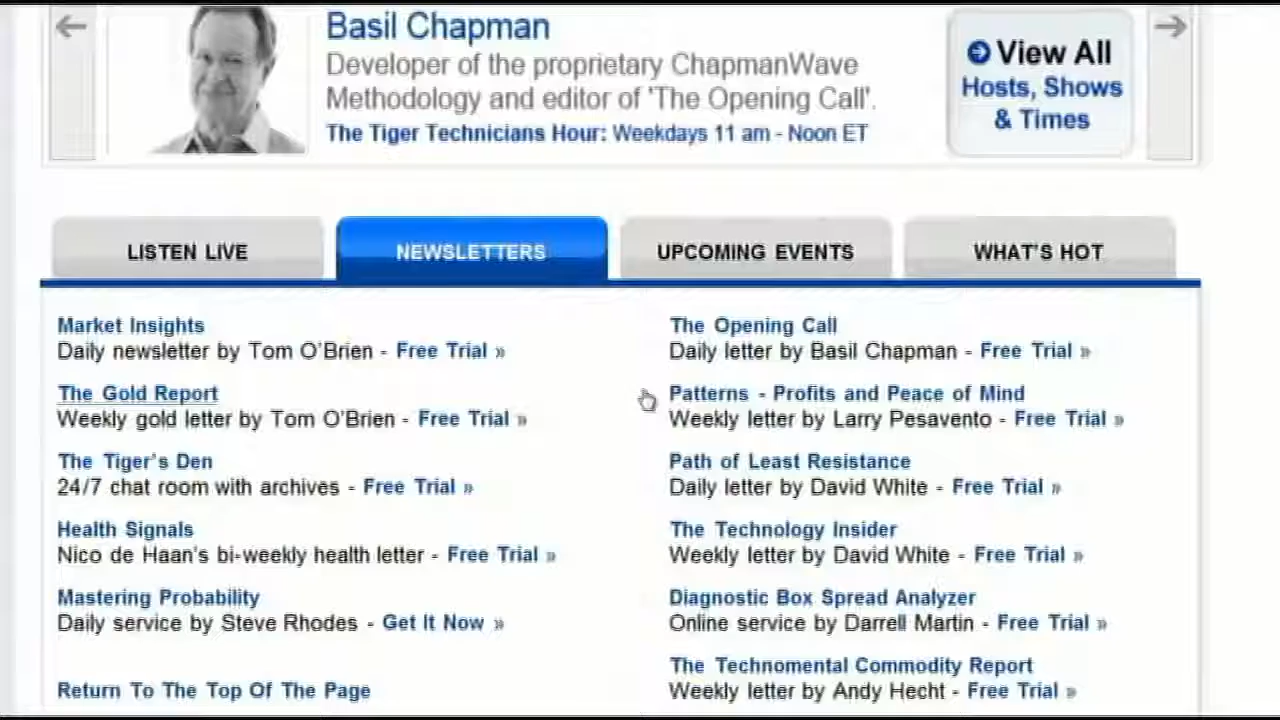 Basil Chapman
Developer of the proprietary ChapmanWave
Methodology and editor of 'The Opening Call'.
The Tiger Technicians Hour: Weekdays 11 am - Noon ET
View All
Hosts, Shows
& Times
LISTEN LIVE
NEWSLETTERS
UPCOMING EVENTS
WHAT'S HOT
Market Insights
Daily newsletter by Tom O'Brien - Free Trial »
The Gold Report
Weekly gold letter by Tom O'Brien - Free Trial »
The Tiger's Den
24/7 chat room with archives - Free Trial »
Health Signals
Nico de Haan's bi-weekly health letter - Free Trial »
Mastering Probability
Daily service by Steve Rhodes - Get It Now »
Return To The Top Of The Page
The Opening Call
Daily letter by Basil Chapman - Free Trial »
Patterns - Profits and Peace of Mind
Weekly letter by Larry Pesavento - Free Trial »
Path of Least Resistance
Daily letter by David White - Free Trial »
The Technology Insider
Weekly letter by David White - Free Trial »
Diagnostic Box Spread Analyzer
Online service by Darrell Martin - Free Trial »
The Technomental Commodity Report
Weekly letter by Andy Hecht - Free Trial »